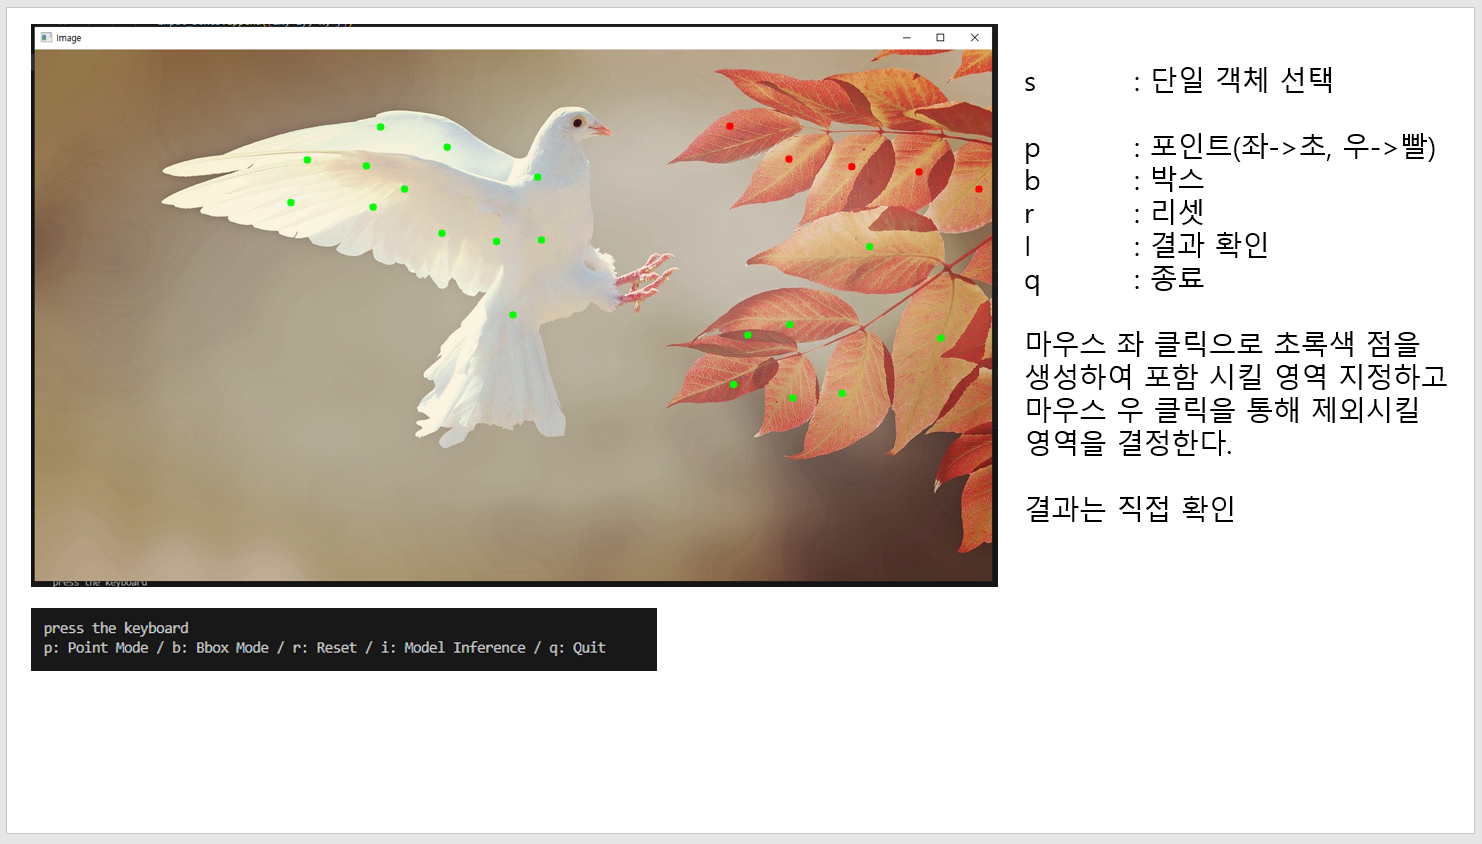 Image
press the keyboard
s : 단일 객체 선택
p : 포인트(좌->초, 우->빨)
b : 박스
r : 리셋
l : 결과 확인
q : 종료
마우스 좌 클릭으로 초록색 점을
생성하여 포함 시킬 영역 지정하고
마우스 우 클릭을 통해 제외시킬
영역을 결정한다.
결과는 직접 확인
press the keyboard
p: Point Mode / b: Bbox Mode / r: Reset / i: Model Inference / q: Quit